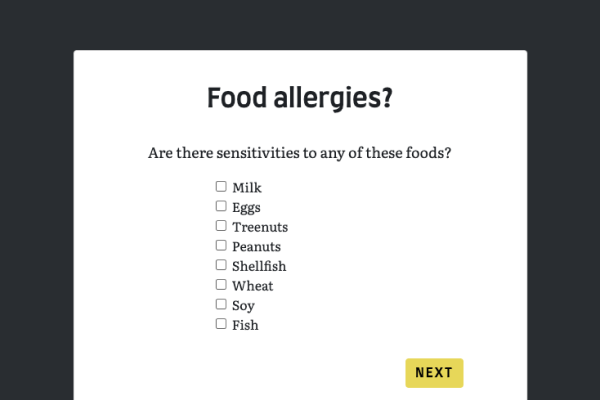 Food allergies?
Are there sensitivities to any of these foods?
Milk
Eggs
Treenuts
Peanuts
Shellfish
Wheat
Soy
Fish
NEXT